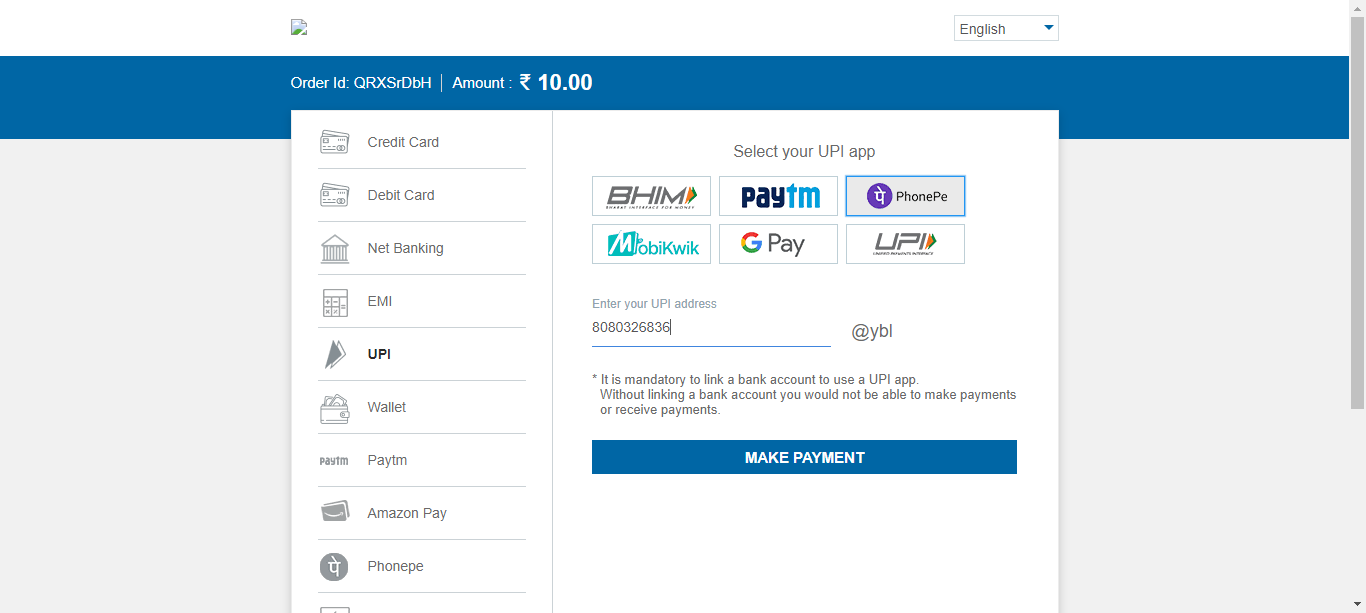 English
Order Id: QRXSrDbH | Amount : ₹ 10.00
Credit Card
Debit Card
Net Banking
EMI
UPI
Wallet
Paytm
Paytm
Amazon Pay
Phonepe
Select your UPI app
BHIM
BHARAT INTERFACE FOR MONEY
Paytm
PhonePe
MobiKwik
G Pay
UPI
UNIFIED PAYMENTS INTERFACE
Enter your UPI address
8080326836
@ybl
* It is mandatory to link a bank account to use a UPI app.
Without linking a bank account you would not be able to make payments
or receive payments.
MAKE PAYMENT